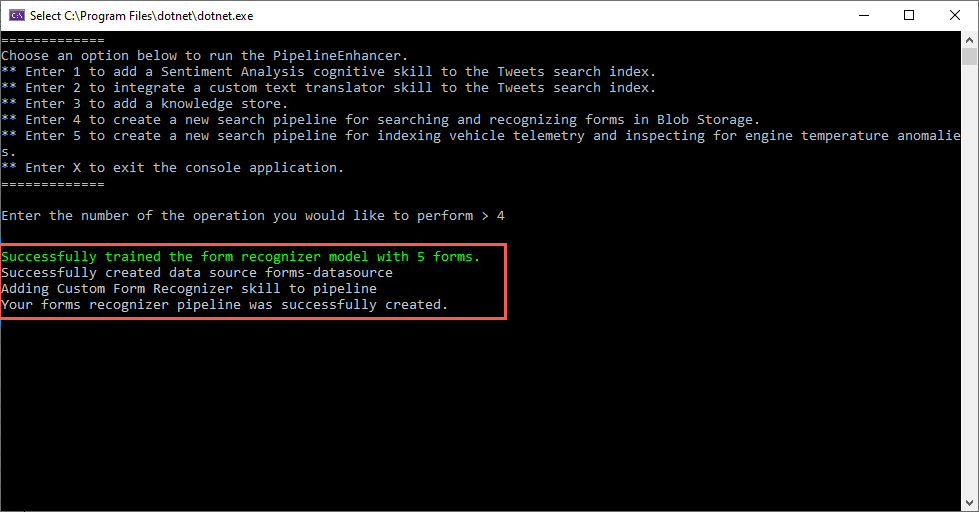 Select C:\Program Files\dotnet\dotnet.exe
=============
Choose an option below to run the PipelineEnhancer.
** Enter 1 to add a Sentiment Analysis cognitive skill to the Tweets search index.
** Enter 2 to integrate a custom text translator skill to the Tweets search index.
** Enter 3 to add a knowledge store.
** Enter 4 to create a new search pipeline for searching and recognizing forms in Blob Storage.
** Enter 5 to create a new search pipeline for indexing vehicle telemetry and inspecting for engine temperature anomalie
s.
** Enter X to exit the console application.
=============
Enter the number of the operation you would like to perform > 4
Successfully trained the form recognizer model with 5 forms.
Successfully created data source forms-datasource
Adding Custom Form Recognizer skill to pipeline
Your forms recognizer pipeline was successfully created.